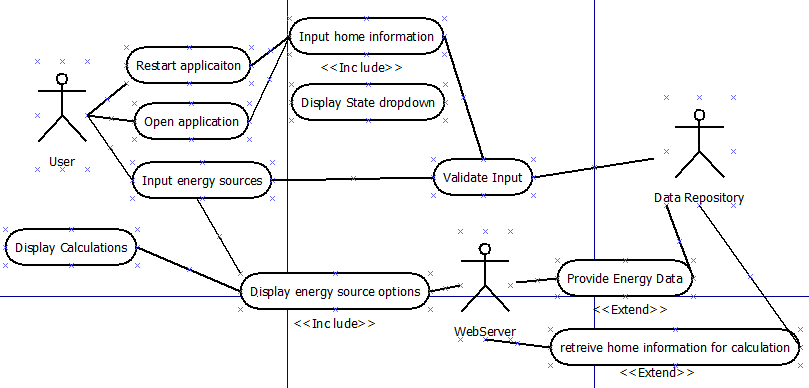 Input home information
<<Include>>
Restart applicaiton
Display State dropdown
Open application
User
Input energy sources
Validate Input
Data Repository
Display Calculations
Display energy source options
<<Include>>
WebServer
Provide Energy Data
<<Extend>>
retreive home information for calculation
<<Extend>>